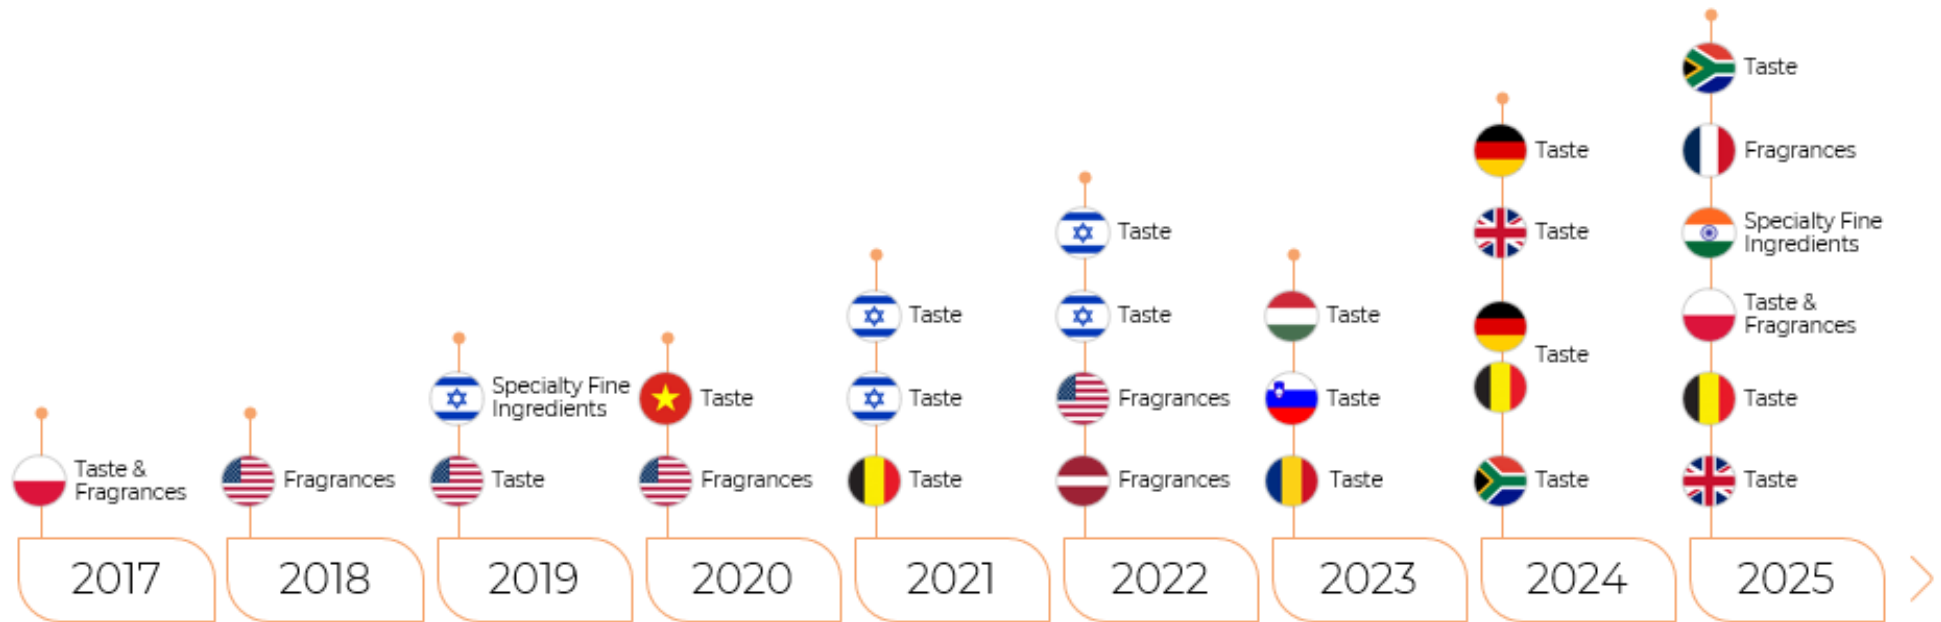 Taste &
Fragrances
2017
Fragrances
2018
Specialty Fine
Ingredients
Taste
2019
Taste
Fragrances
2020
Taste
Taste
Taste
2021
Taste
Taste
Fragrances
Fragrances
2022
Taste
Taste
Taste
2023
Taste
Taste
Taste
Taste
2024
Taste
Fragrances
Specialty Fine
Ingredients
Taste &
Fragrances
Taste
Taste
2025